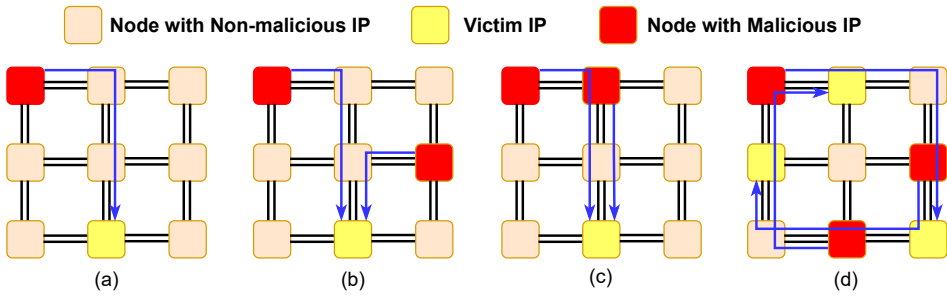 Node with Non-malicious IP Victim IP Node with Malicious IP
(a) (b) (c) (d)